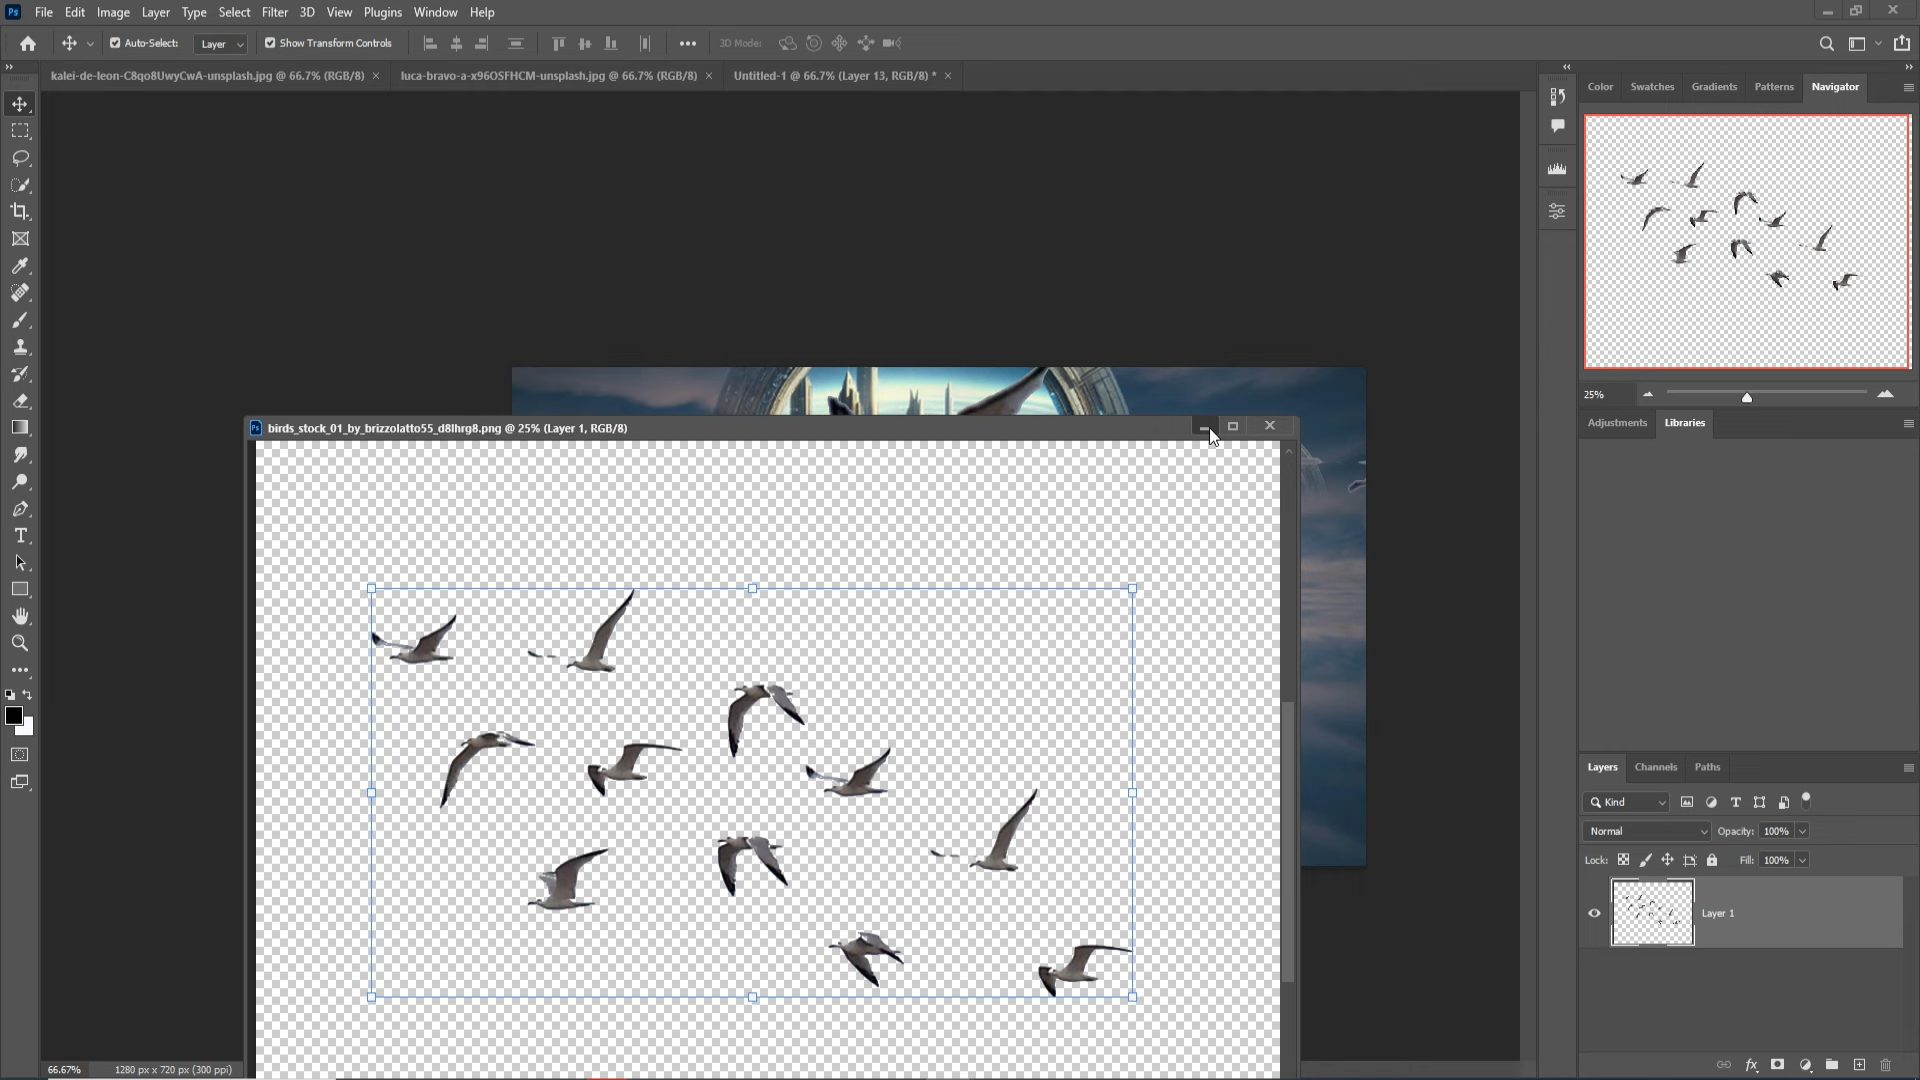 Ps File Edit Image Layer Type Select Filter 3D View Plugins Window Help
Auto-Select: Layer Show Transform Controls 3D Mode:
kalei-de-leon-C8qo8UwyCwA-unsplash.jpg @ 66.7% (RGB/8) × luca-bravo-a-x96OSFHCM-unsplash.jpg @ 66.7% (RGB/8) × Untitled-1 @ 66.7% (Layer 13, RGB/8) * ×
Color Swatches Gradients Patterns Navigator
25%
Adjustments Libraries
Ps birds_stock_01_by_brizzolatto55_d8lhrg8.png @ 25% (Layer 1, RGB/8)
Layers Channels Paths
Kind
Normal Opacity: 100%
Lock: Fill: 100%
Layer 1
66.67% 1280 px x 720 px (300 ppi)